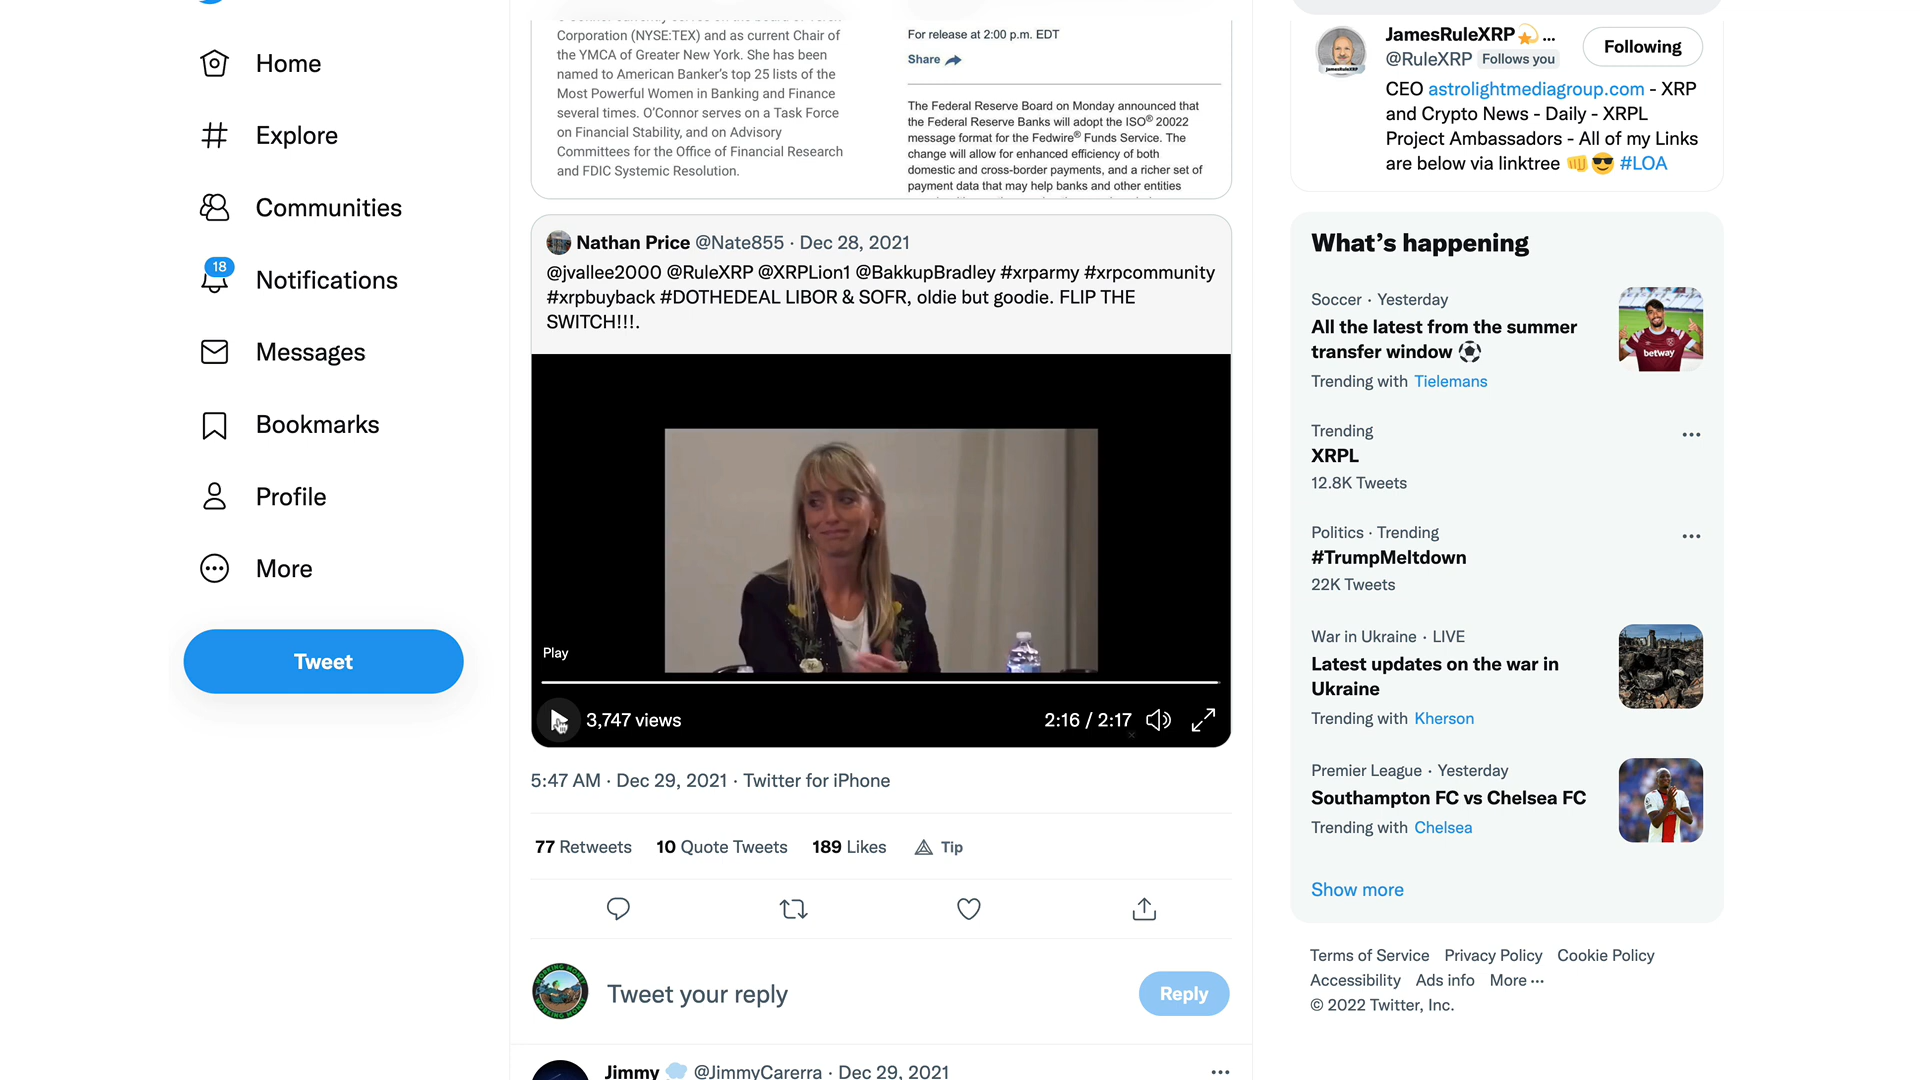 Home
Explore
Communities
18
Notifications
Messages
Bookmarks
Profile
More
Tweet
Corporation (NYSE:TEX) and as current Chair of
the YMCA of Greater New York. She has been
named to American Banker's top 25 lists of the
Most Powerful Women in Banking and Finance
several times. O'Connor serves on a Task Force
on Financial Stability, and on Advisory
Committees for the Office of Financial Research
and FDIC Systemic Resolution.
For release at 2:00 p.m. EDT
Share
The Federal Reserve Board on Monday announced that
the Federal Reserve Banks will adopt the ISO® 20022
message format for the Fedwire® Funds Service. The
change will allow for enhanced efficiency of both
domestic and cross-border payments, and a richer set of
payment data that may help banks and other entities
Nathan Price @Nate855 · Dec 28, 2021
@jvallee2000 @RuleXRP @XRPLion1 @BakkupBradley #xrparmy #xrpcommunity
#xrpbuyback #DOTHEDEAL LIBOR & SOFR, oldie but goodie. FLIP THE
SWITCH!!!.
Play
3,747 views
2:16 / 2:17
5:47 AM · Dec 29, 2021 · Twitter for iPhone
77 Retweets 10 Quote Tweets 189 Likes Tip
Tweet your reply
Reply
Jimmy @JimmyCarerra · Dec 29, 2021
JamesRuleXRP💫 ...
@RuleXRP Follows you
Following
CEO astrolightmediagroup.com - XRP
and Crypto News - Daily - XRPL
Project Ambassadors - All of my Links
are below via linktree 👊😎 #LOA
What's happening
Soccer · Yesterday
All the latest from the summer
transfer window ⚽
Trending with Tielemans
betway
Trending
XRPL
12.8K Tweets
Politics · Trending
#TrumpMeltdown
22K Tweets
War in Ukraine · LIVE
Latest updates on the war in
Ukraine
Trending with Kherson
Premier League · Yesterday
Southampton FC vs Chelsea FC
Trending with Chelsea
Show more
Terms of Service Privacy Policy Cookie Policy
Accessibility Ads info More ···
© 2022 Twitter, Inc.